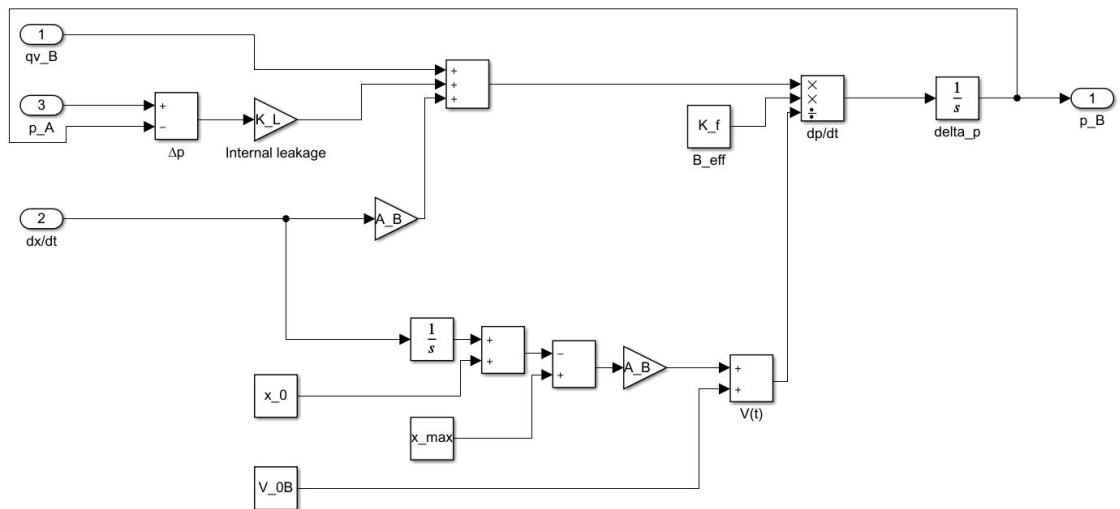 1
qv_B
3
p_A
+
−
Δp
K_L
Internal leakage
+
+
+
K_f
B_eff
×
×
÷
dp/dt
1
s
delta_p
1
p_B
2
dx/dt
A_B
1
s
+
+
−
+
A_B
+
+
V(t)
x_0
x_max
V_0B